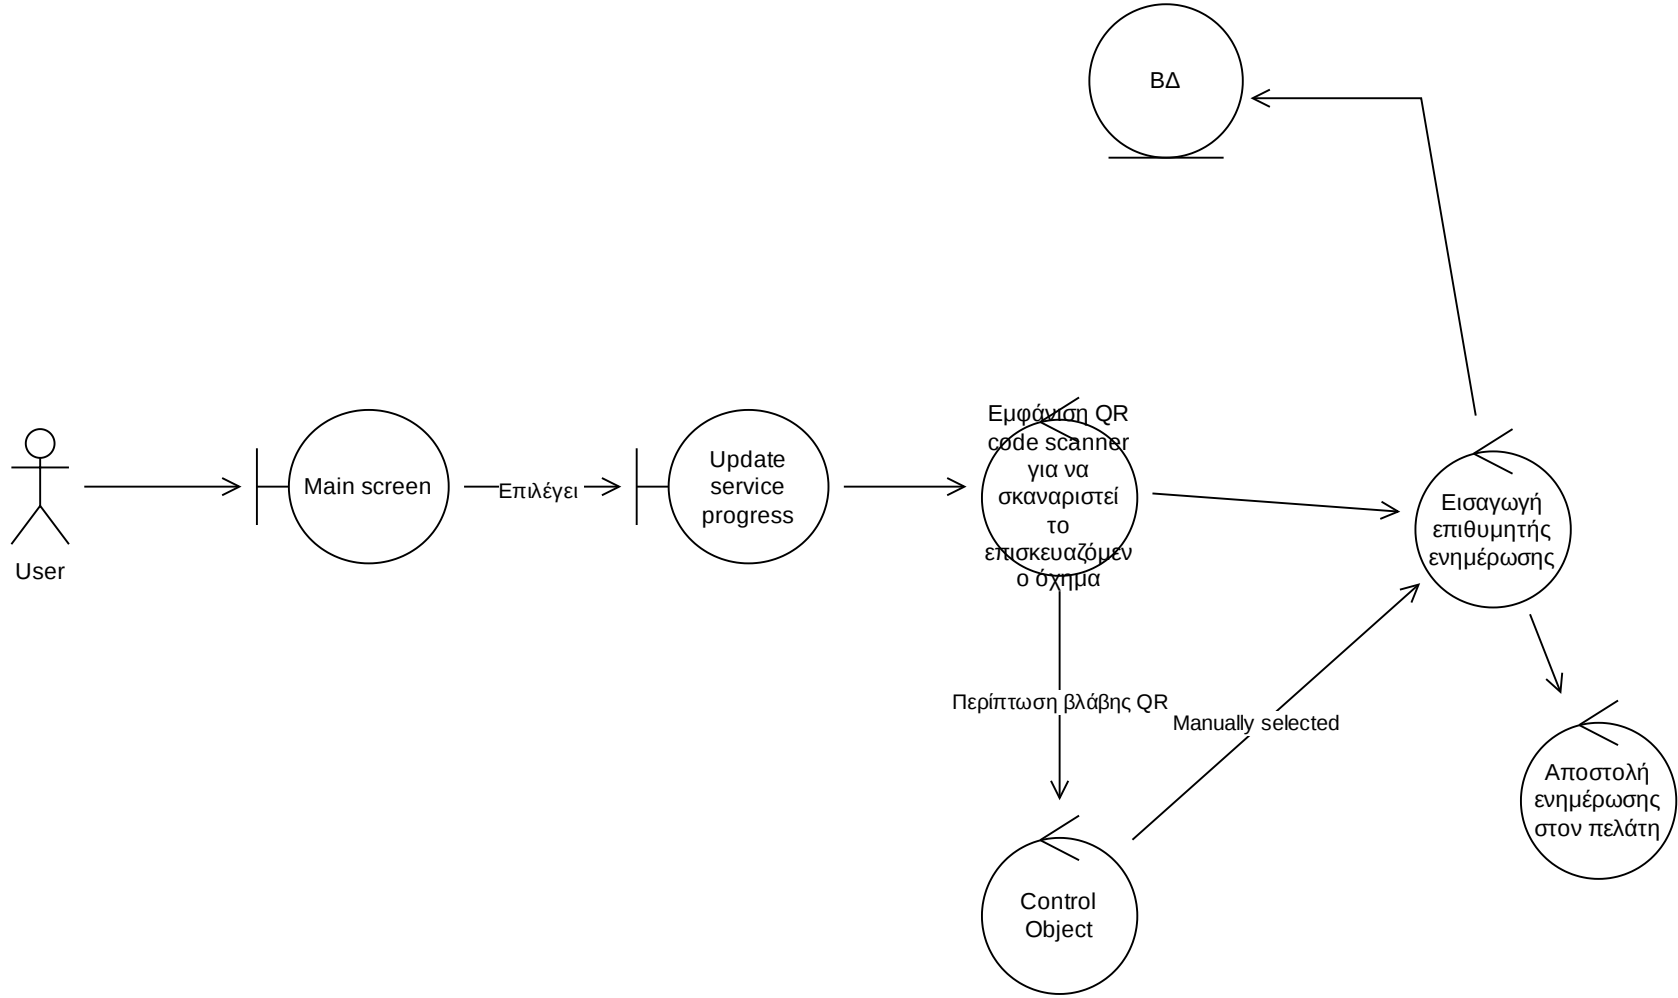 ΒΔ
User
Main screen
Επιλέγει
Update
service
progress
Εμφάνιση QR
code scanner
για να
σκαναριστεί
το
επισκευαζόμεν
ο όχημα
Εισαγωγή
επιθυμητής
ενημέρωσης
Περίπτωση βλάβης QR
Manually selected
Αποστολή
ενημέρωσης
στον πελάτη
Control
Object